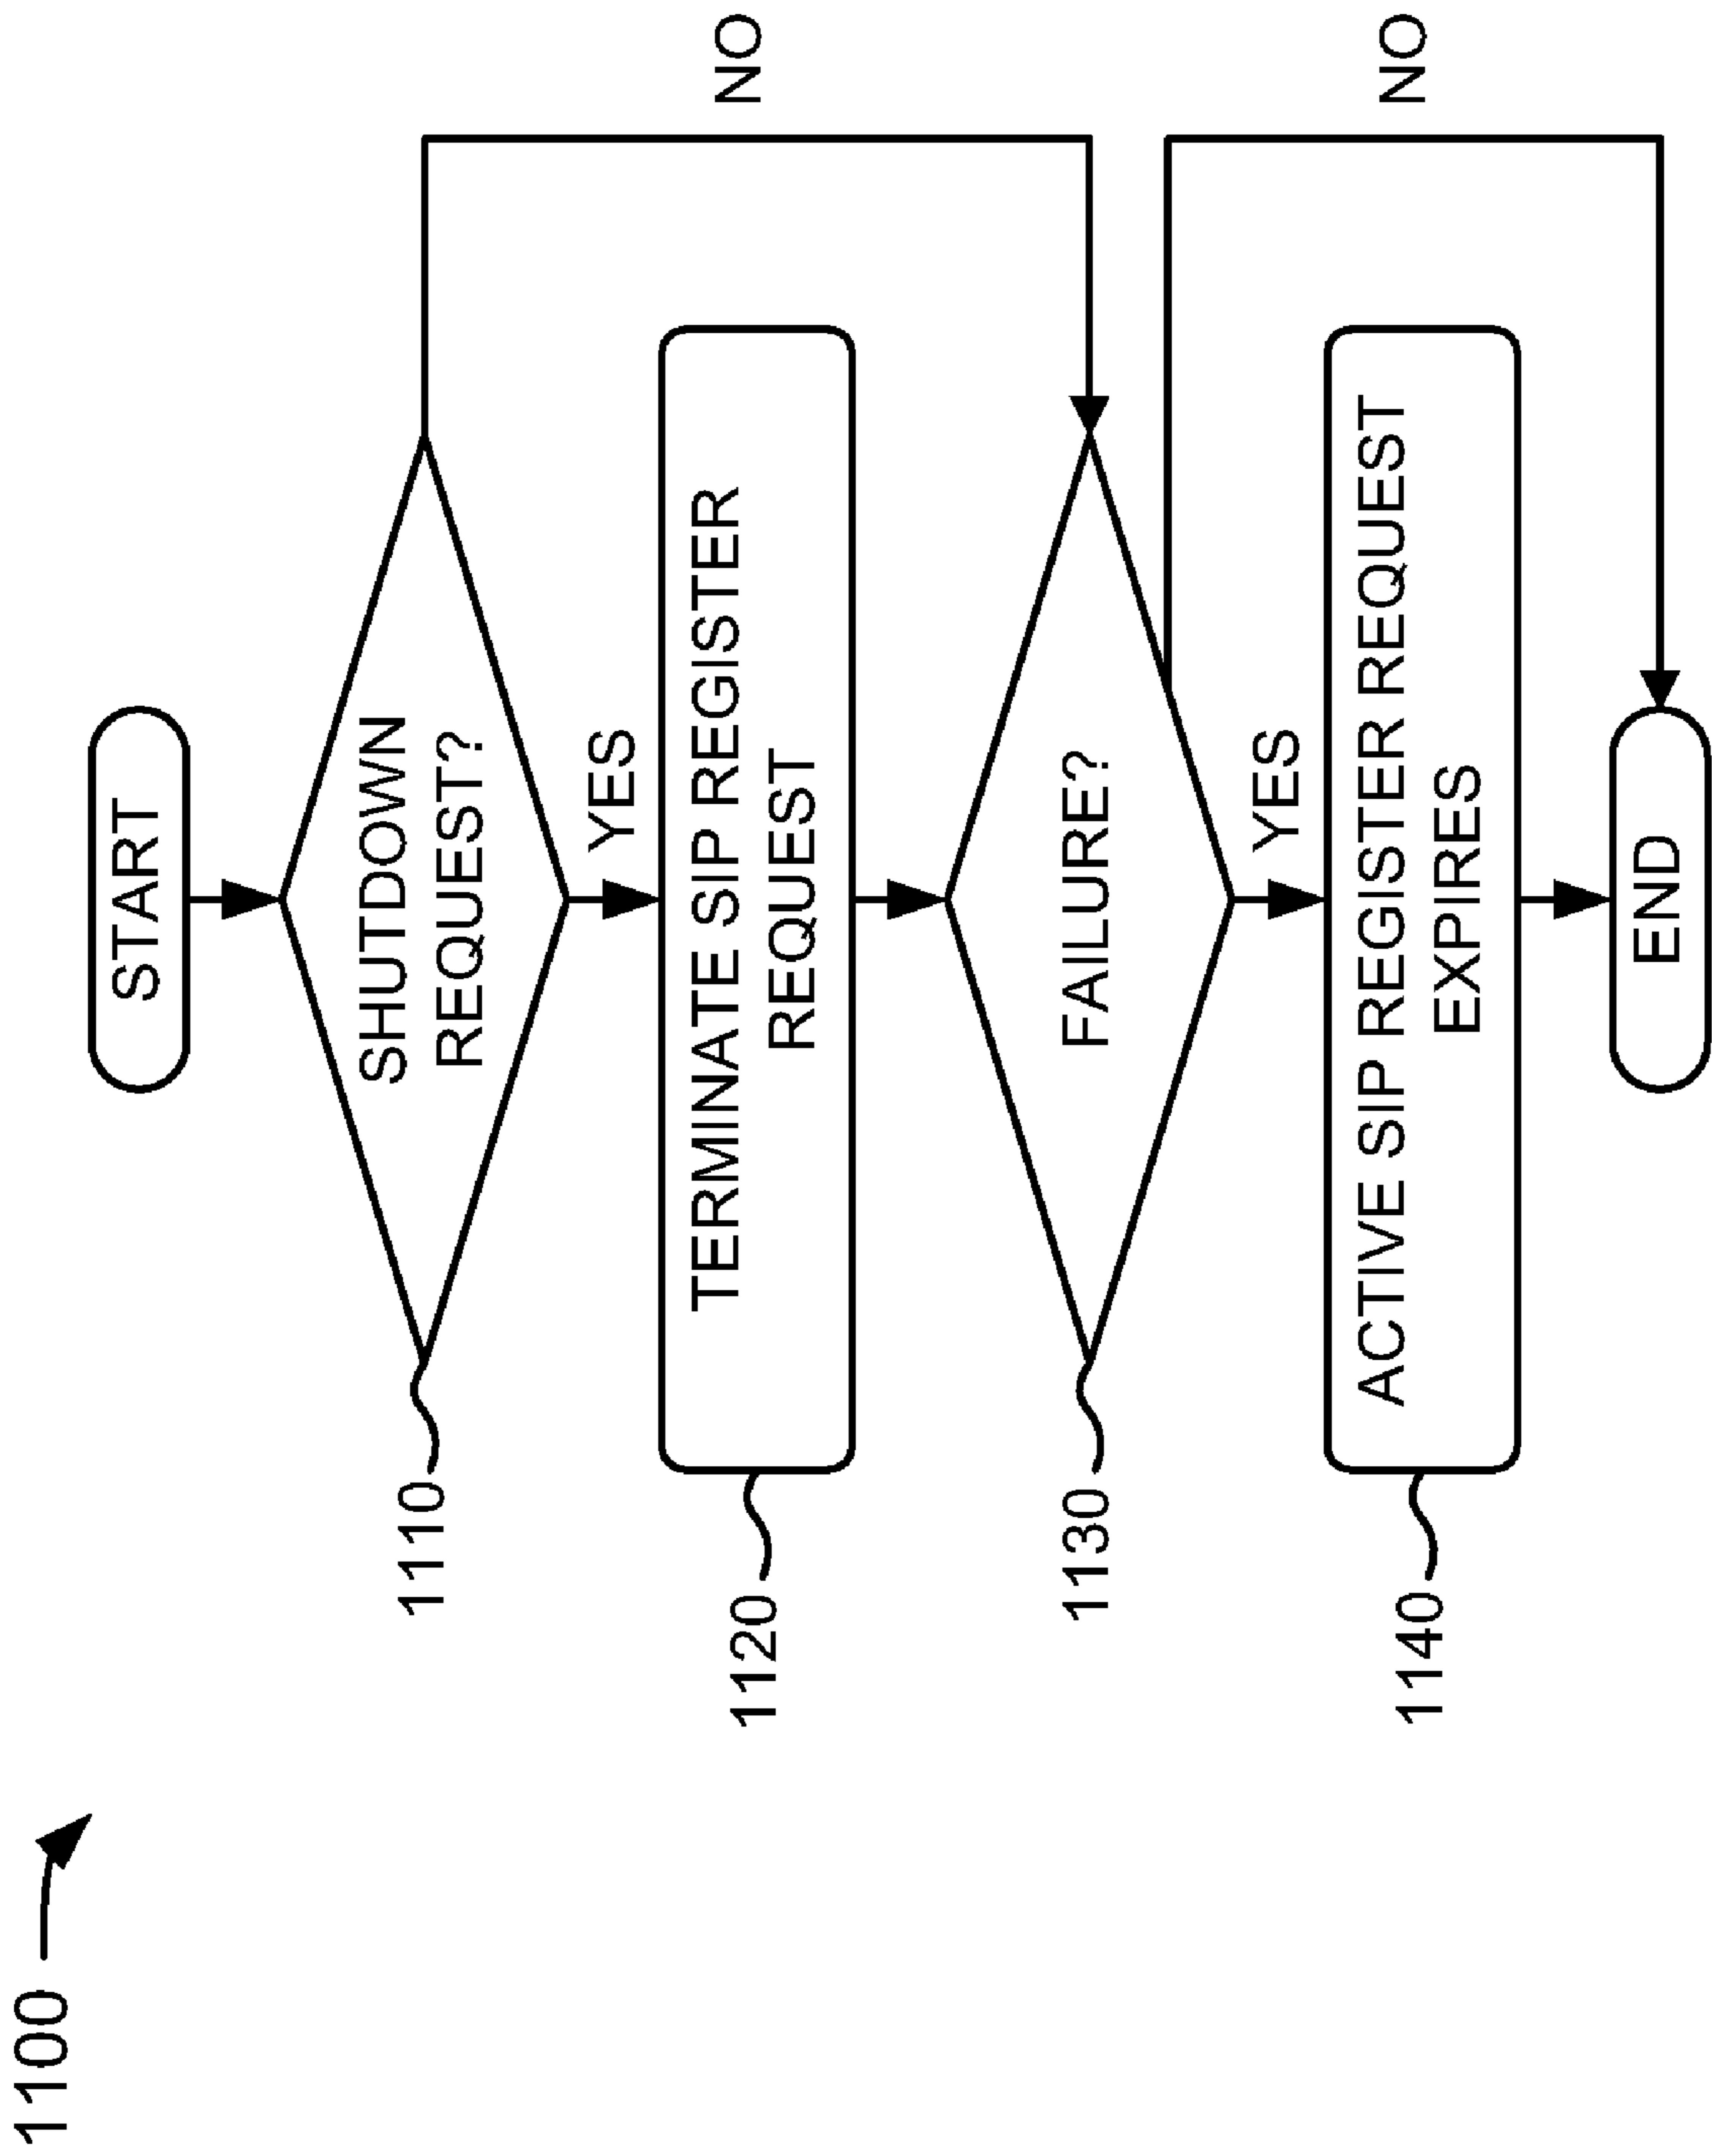 1100
START
1110
SHUTDOWN
REQUEST?
YES
NO
1120
TERMINATE SIP REGISTER
REQUEST
1130
FAILURE?
YES
NO
1140
ACTIVE SIP REGISTER REQUEST
EXPIRES
END